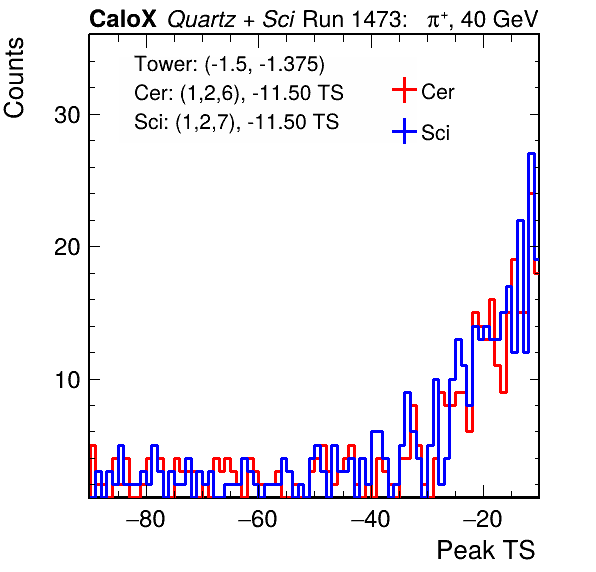 CaloX Quartz + Sci Run 1473: π⁺, 40 GeV
Counts
Tower: (-1.5, -1.375)
Cer: (1,2,6), -11.50 TS
Sci: (1,2,7), -11.50 TS
Cer
Sci
30
20
10
−80 −60 −40 −20
Peak TS